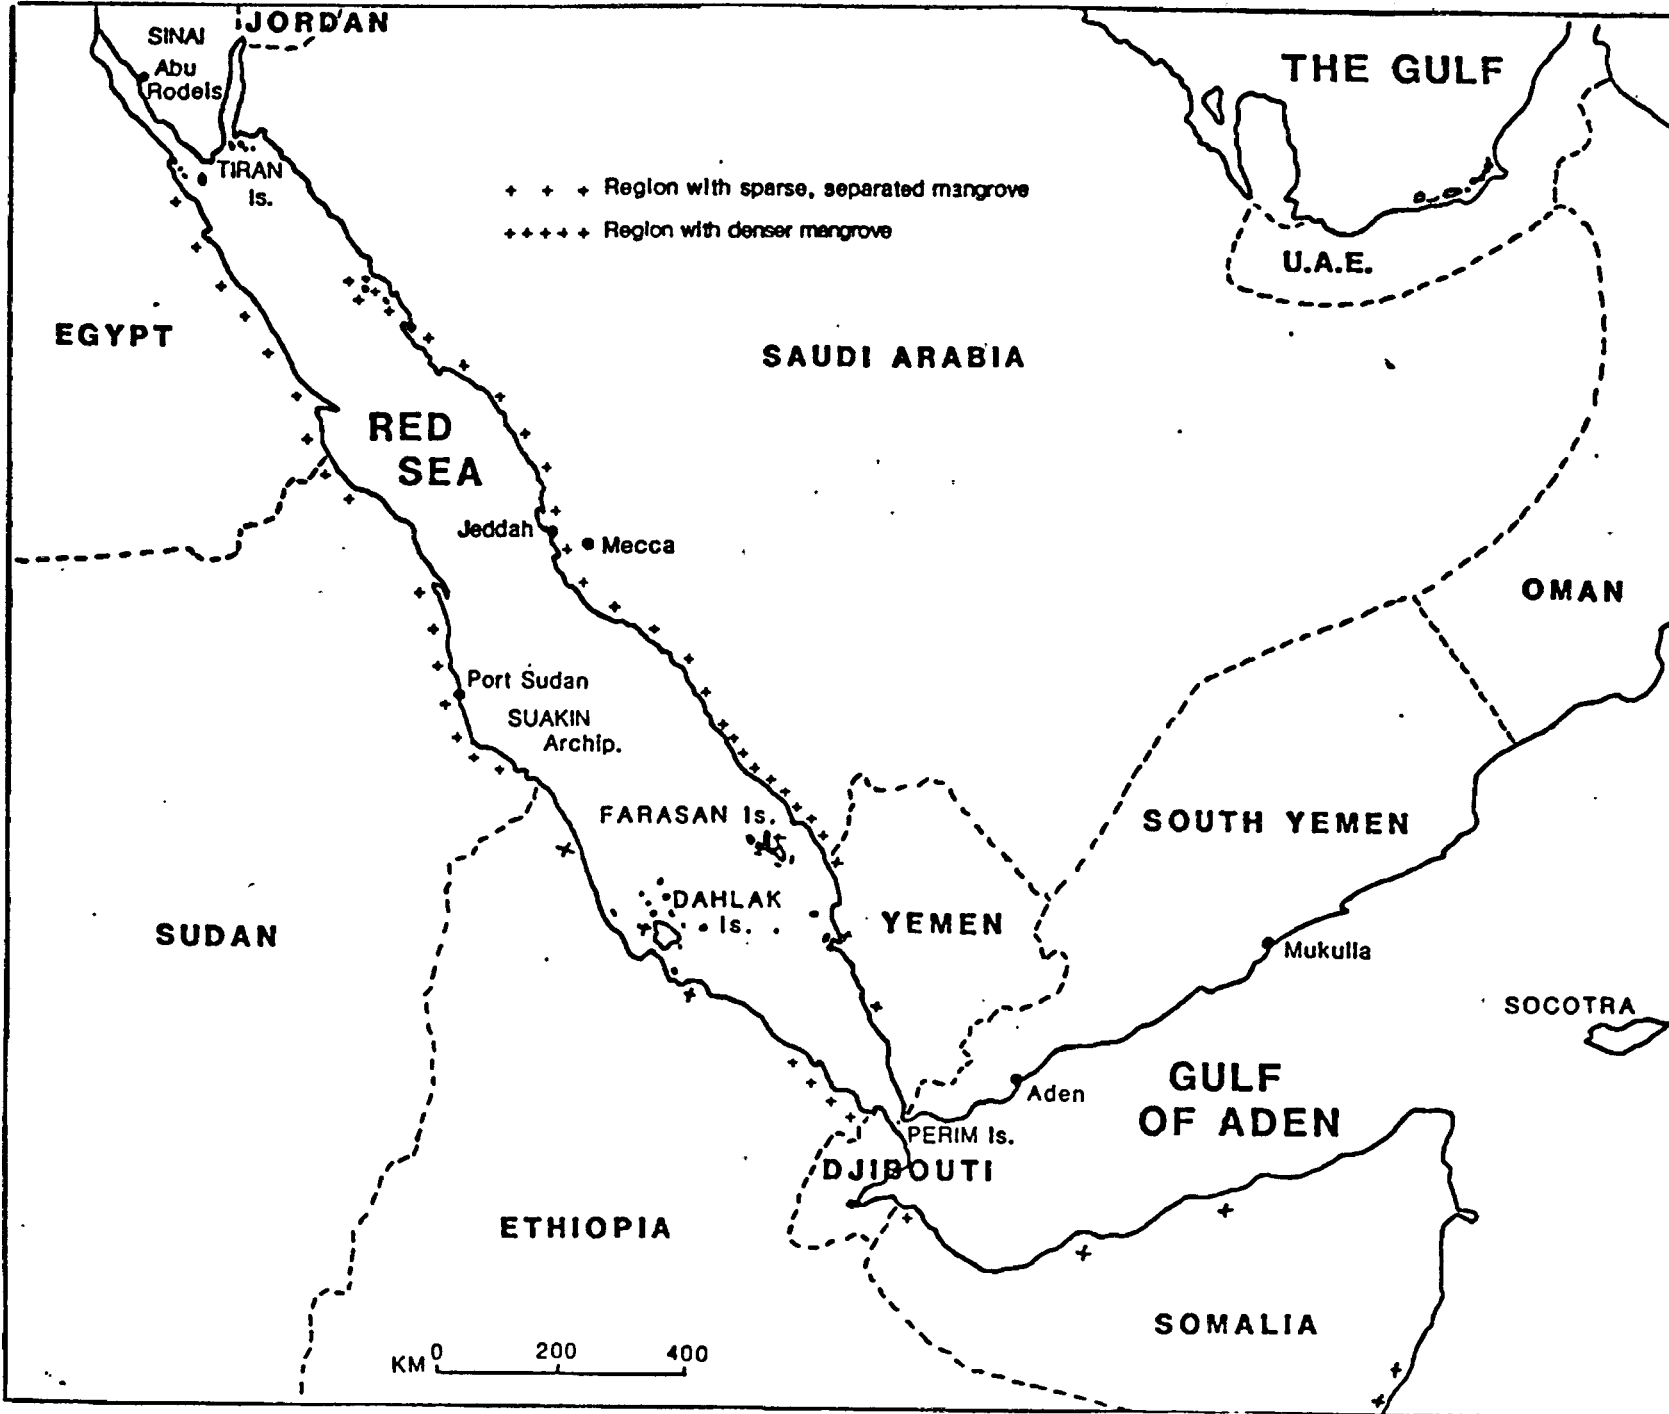 JORDAN
SINAI
Abu
Rodeis
THE GULF
TIRAN
Is.
+ + + Region with sparse, separated mangrove
+++++ Region with denser mangrove
U.A.E.
EGYPT
SAUDI ARABIA
RED
SEA
Jeddah
Mecca
OMAN
Port Sudan
SUAKIN
Archip.
FARASAN Is.
SOUTH YEMEN
DAHLAK
Is.
YEMEN
SUDAN
Mukulla
SOCOTRA
GULF
OF ADEN
Aden
PERIM Is.
DJIBOUTI
ETHIOPIA
SOMALIA
KM 0 200 400